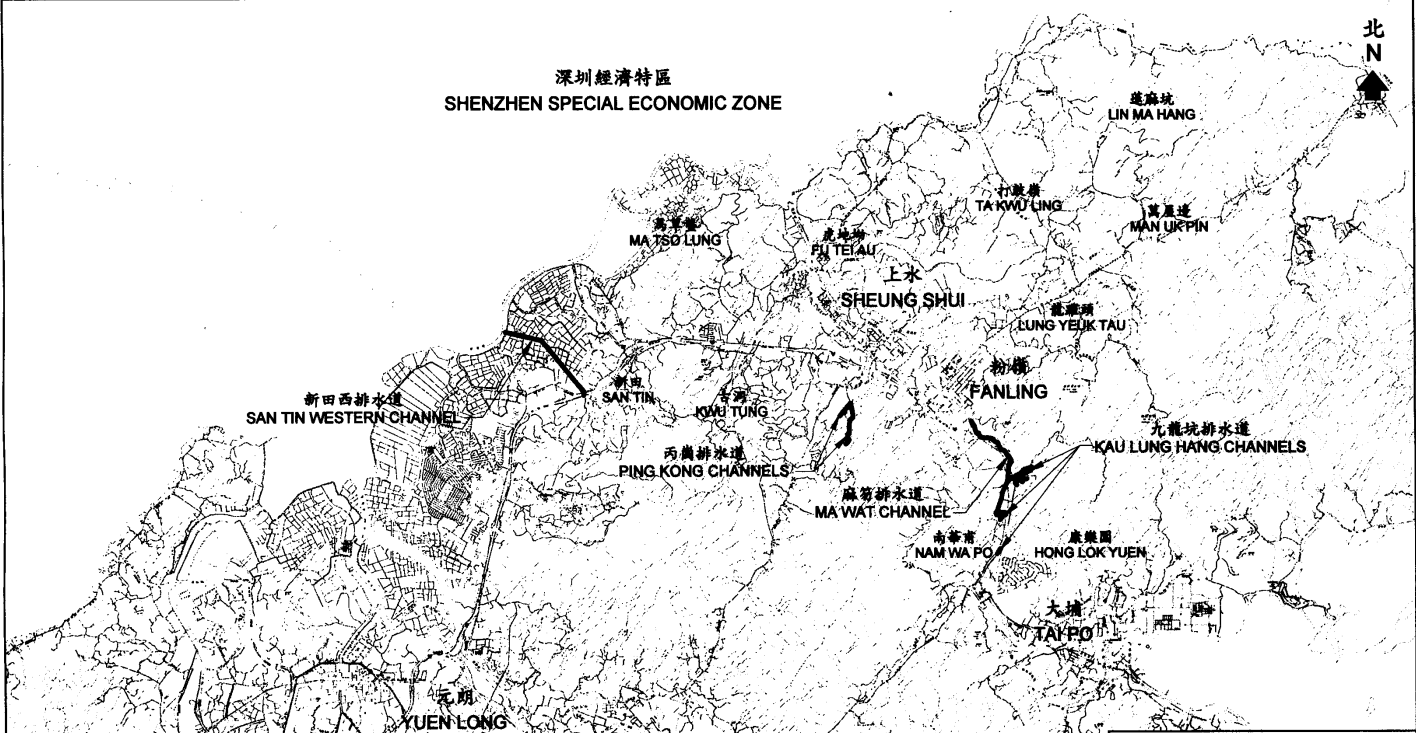 北
N
深圳經濟特區
SHENZHEN SPECIAL ECONOMIC ZONE
蓮麻坑
LIN MA HANG
打鼓嶺
TA KWU LING
萬屋邊
MAN UK PIN
馬草壟
MA TSO LUNG
虎地坳
FU TEI AU
上水
SHEUNG SHUI
龍躍頭
LUNG YEUK TAU
粉嶺
FANLING
新田
SAN TIN
古洞
KWU TUNG
新田西排水道
SAN TIN WESTERN CHANNEL
九龍坑排水道
KAU LUNG HANG CHANNELS
丙崗排水道
PING KONG CHANNELS
麻笏排水道
MA WAT CHANNEL
南華莆
NAM WA PO
康樂園
HONG LOK YUEN
大埔
TAI PO
元朗
YUEN LONG